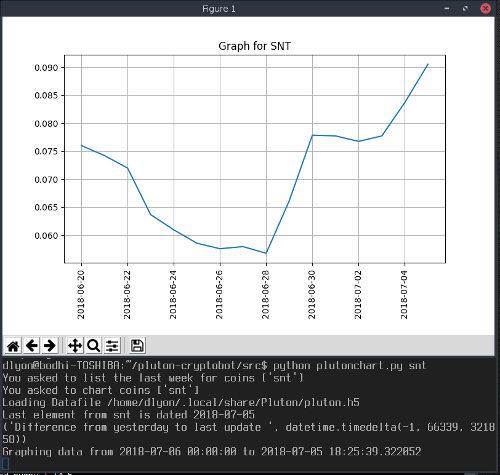 Figure 1
Graph for SNT
0.090
0.085
0.080
0.075
0.070
0.065
0.060
2018-06-20
2018-06-22
2018-06-24
2018-06-26
2018-06-28
2018-06-30
2018-07-02
2018-07-04
dlyon@bodhi-TOSHIBA:~/pluton-cryptobot/src$ python plutonchart.py snt
You asked to list the last week for coins ['snt']
You asked to chart coins ['snt']
Loading Datafile /home/dlyon/.local/share/Pluton/pluton.h5
Last element from snt is dated 2018-07-05
('Difference from yesterday to last update ', datetime.timedelta(-1, 66339, 3218
50))
Graphing data from 2018-07-06 00:00:00 to 2018-07-05 18:25:39.322052